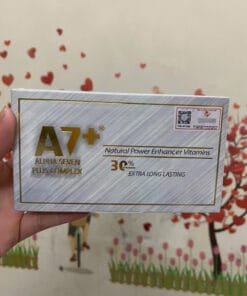 A7+®
ALPHA SEVEN
PLUS COMPLEX
Natural Power Enhancer Vitamins
30%
EXTRA LONG LASTING